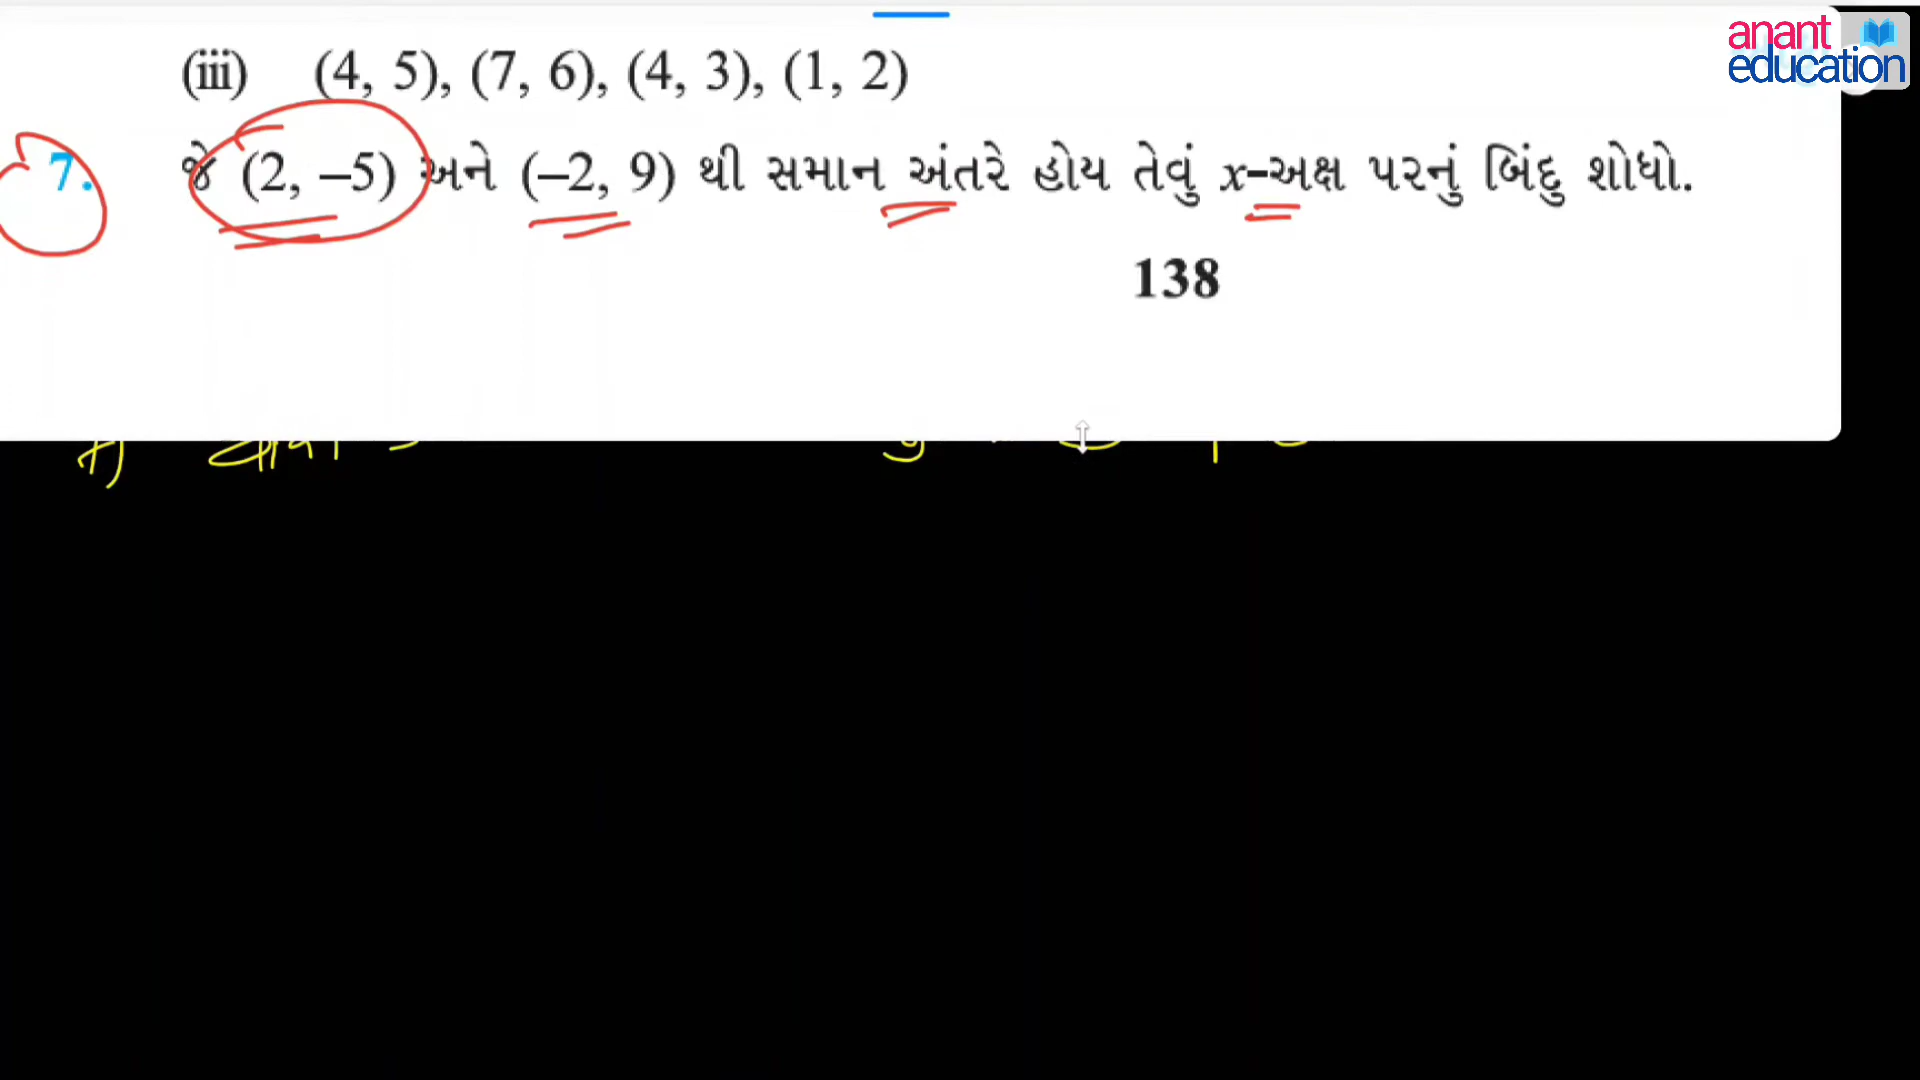 anant
education
(iii) (4, 5), (7, 6), (4, 3), (1, 2)
7. જે (2, –5) અને (–2, 9) થી સમાન અંતરે હોય તેવું x-અક્ષ પરનું બિંદુ શોધો.
138